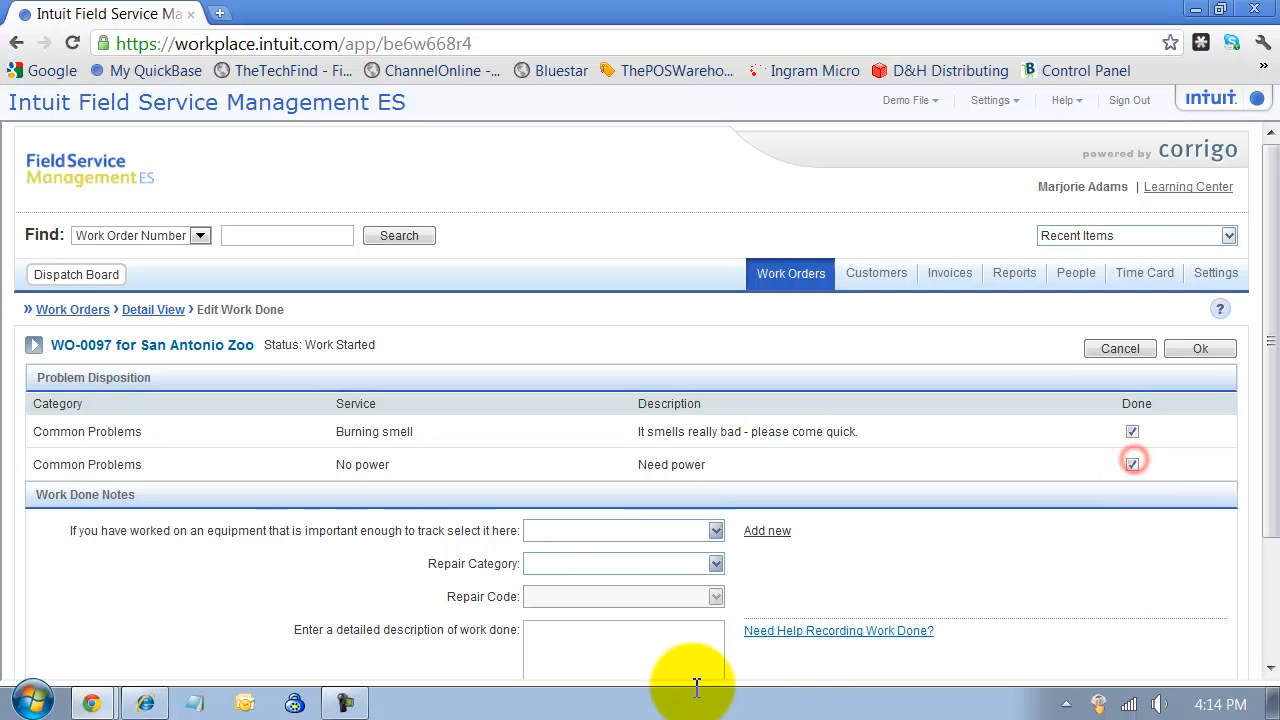 Intuit Field Service Ma
https://workplace.intuit.com/app/be6w668r4
Google My QuickBase TheTechFind - Fi... ChannelOnline -... Bluestar ThePOSWareho... Ingram Micro D&H Distributing Control Panel »
Intuit Field Service Management ES Demo File Settings Help Sign Out intuit.
FieldService
Management ES
powered by corrigo
Marjorie Adams | Learning Center
Find: Work Order Number Search Recent Items
Dispatch Board Work Orders Customers Invoices Reports People Time Card Settings
» Work Orders › Detail View › Edit Work Done ?
WO-0097 for San Antonio Zoo Status: Work Started Cancel Ok
Problem Disposition
Category Service Description Done
Common Problems Burning smell It smells really bad - please come quick.
Common Problems No power Need power
Work Done Notes
If you have worked on an equipment that is important enough to track select it here: Add new
Repair Category:
Repair Code:
Enter a detailed description of work done: Need Help Recording Work Done?
4:14 PM